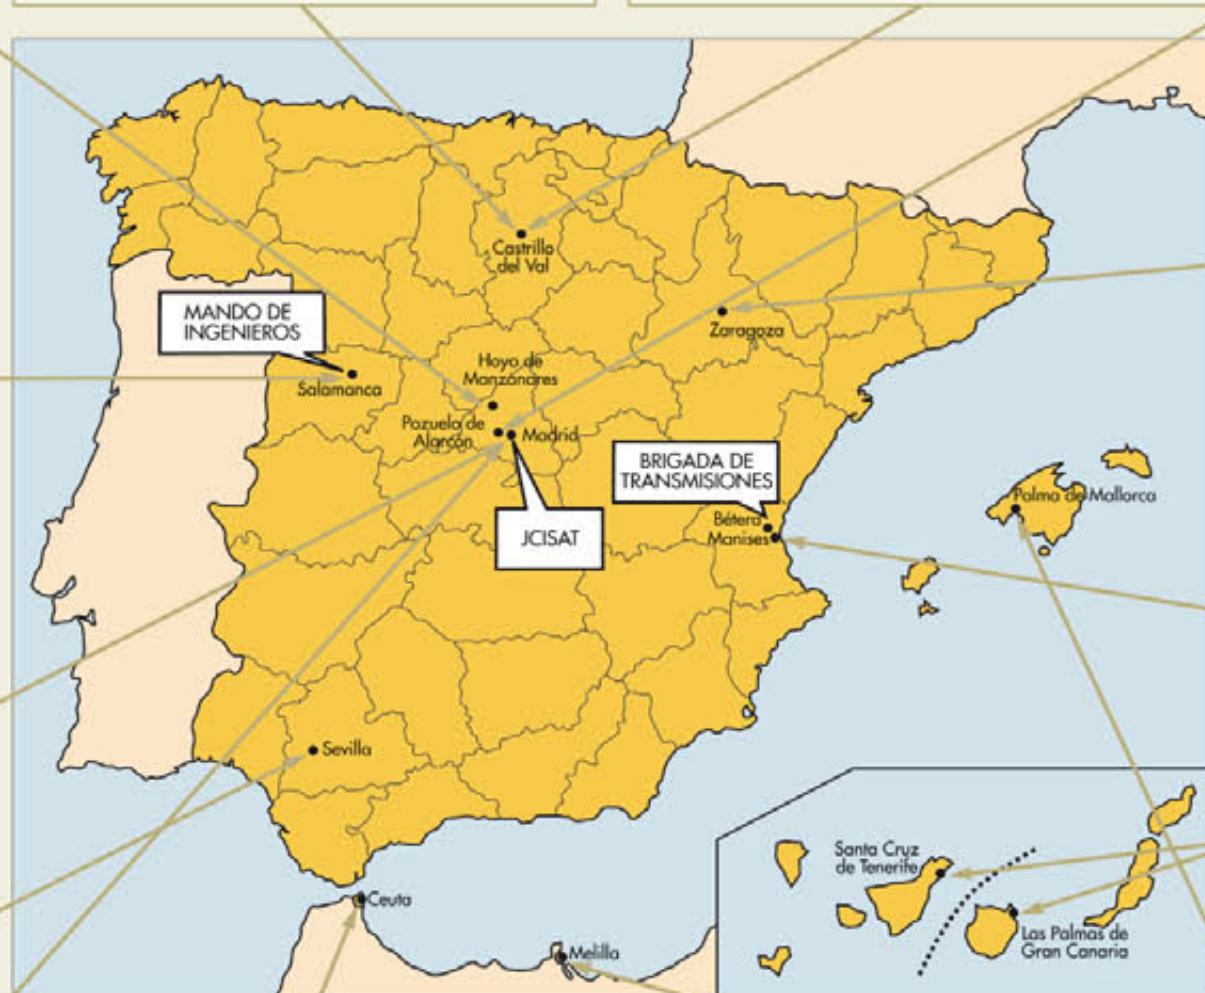 Castrillo
del Val
MANDO DE
INGENIEROS
Zaragoza
Salamanca
Hoyo de
Manzanares
Pozuelo de
Alarcón
Madrid
BRIGADA DE
TRANSMISIONES
JCISAT
Bétera
Manises
Palma de Mallorca
Sevilla
Ceuta
Melilla
Santa Cruz
de Tenerife
Las Palmas de
Gran Canaria